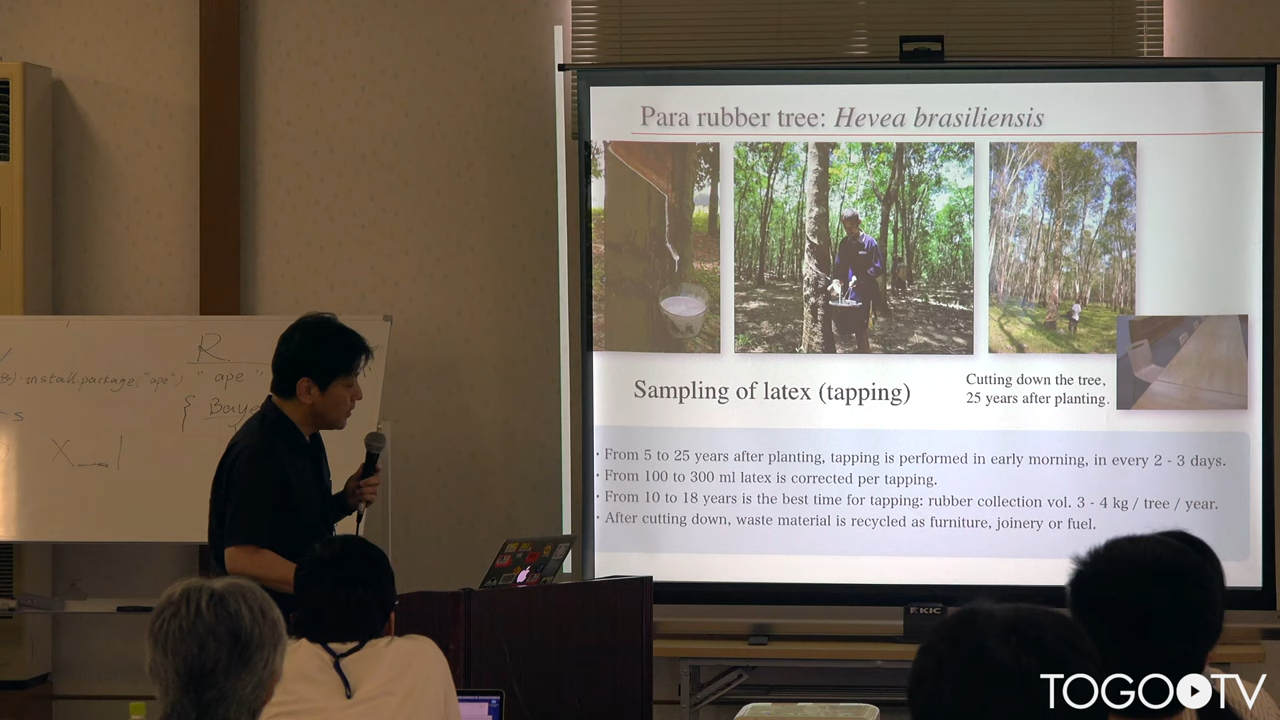 Para rubber tree: Hevea brasiliensis
Sampling of latex (tapping)
Cutting down the tree,
25 years after planting.
· From 5 to 25 years after planting, tapping is performed in early morning, in every 2 - 3 days.
· From 100 to 300 ml latex is corrected per tapping.
· From 10 to 18 years is the best time for tapping: rubber collection vol. 3 - 4 kg / tree / year.
· After cutting down, waste material is recycled as furniture, joinery or fuel.
R
install.package("ape", "ape"
KIC
TOGO TV